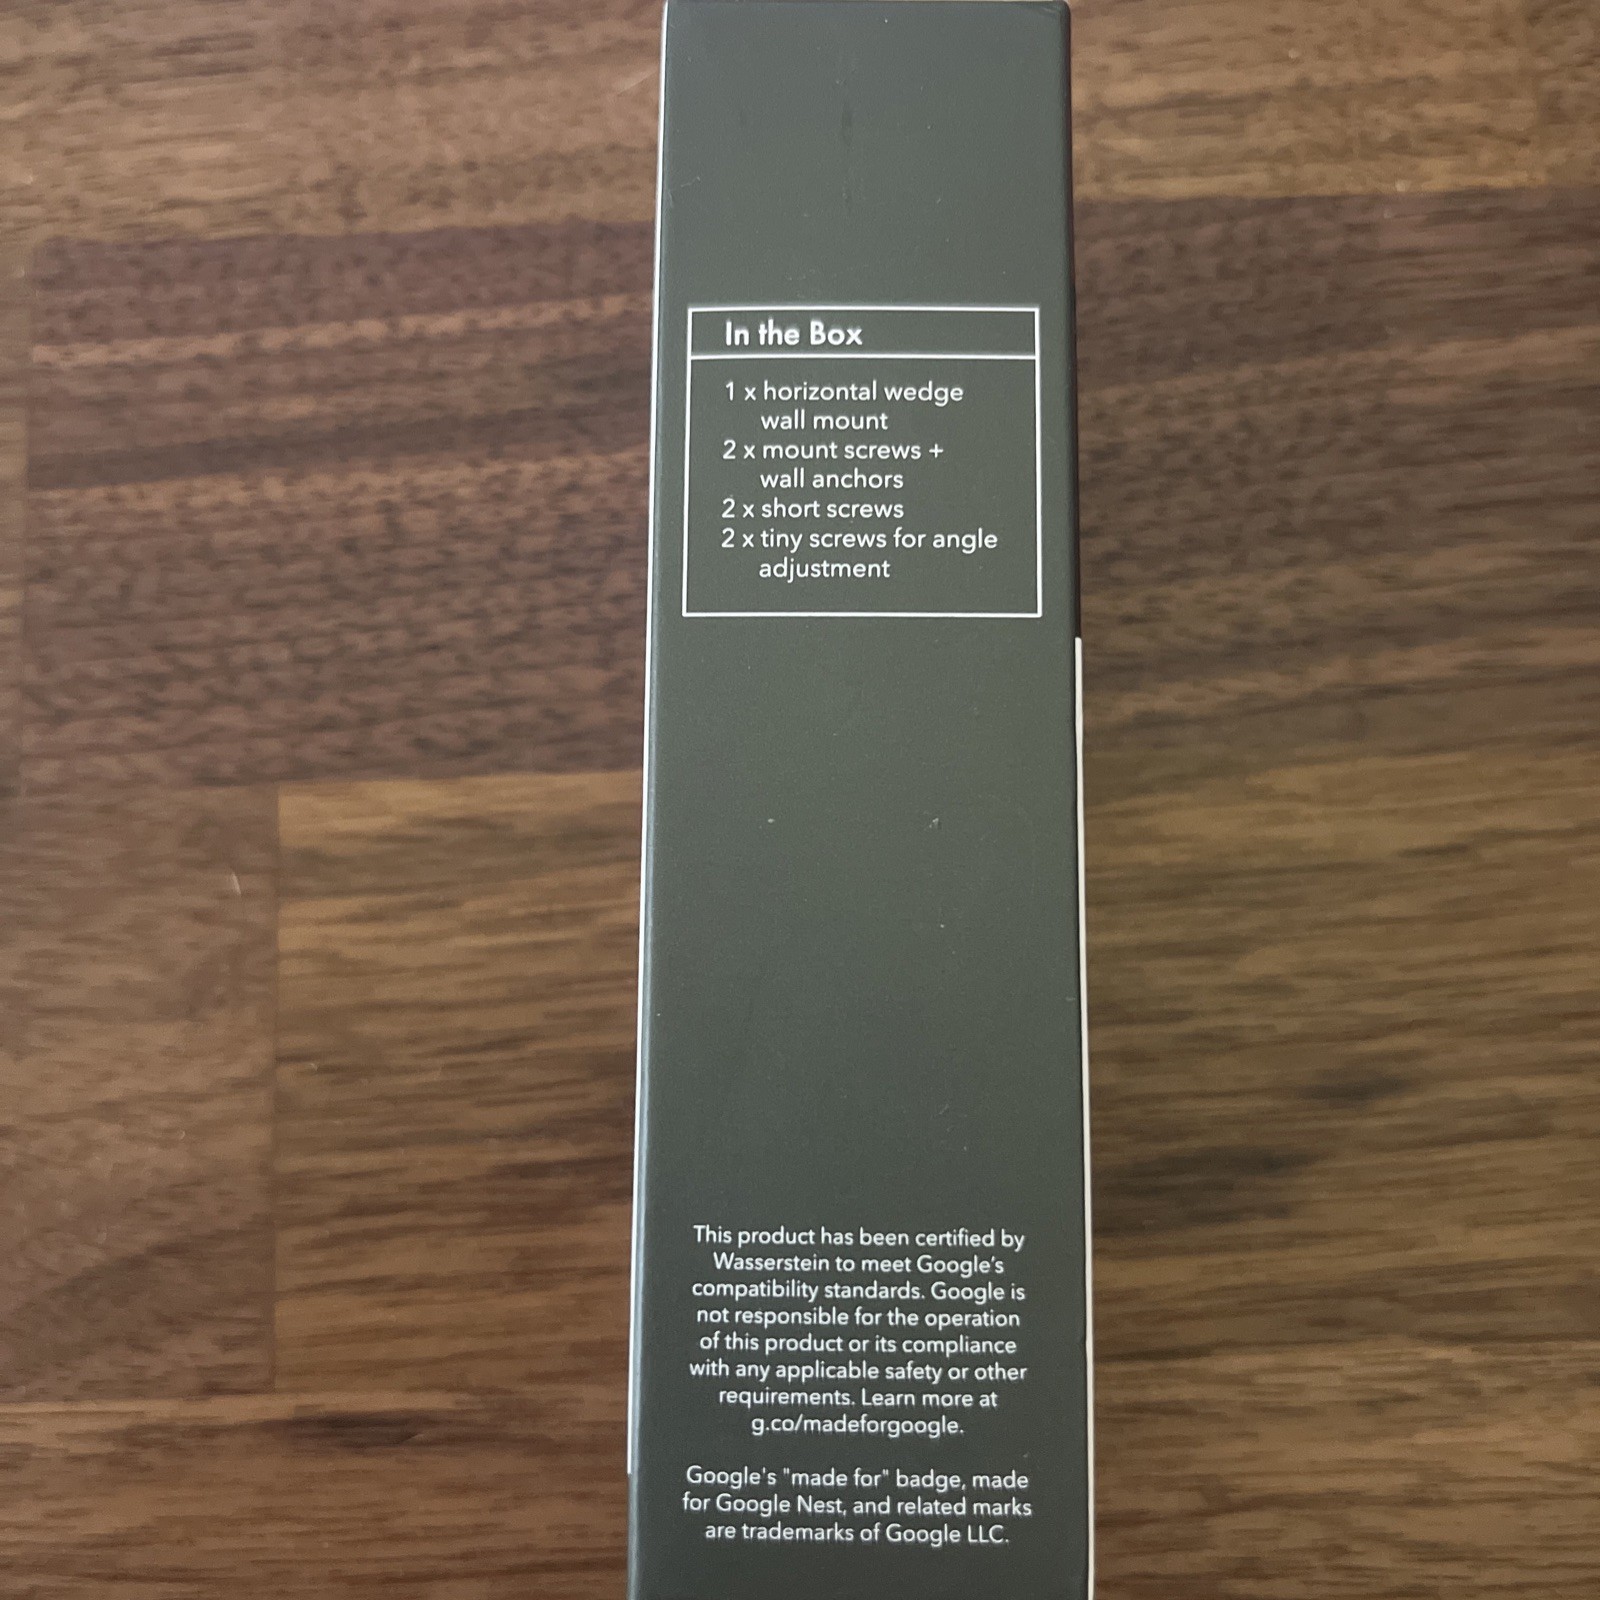 In the Box
1 x horizontal wedge
wall mount
2 x mount screws +
wall anchors
2 x short screws
2 x tiny screws for angle
adjustment
This product has been certified by
Wasserstein to meet Google's
compatibility standards. Google is
not responsible for the operation
of this product or its compliance
with any applicable safety or other
requirements. Learn more at
g.co/madeforgoogle.
Google's "made for" badge, made
for Google Nest, and related marks
are trademarks of Google LLC.